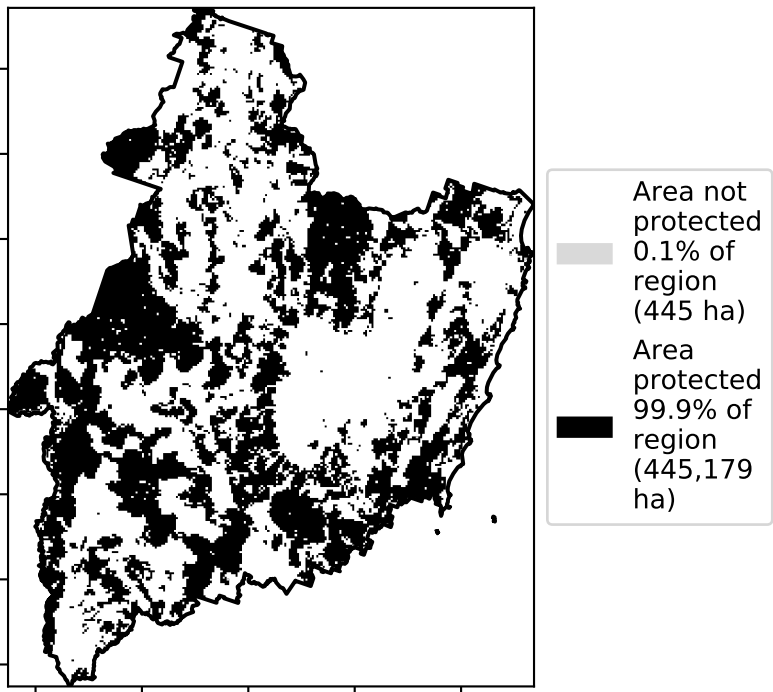 Area not
protected
0.1% of
region
(445 ha)
Area
protected
99.9% of
region
(445,179
ha)